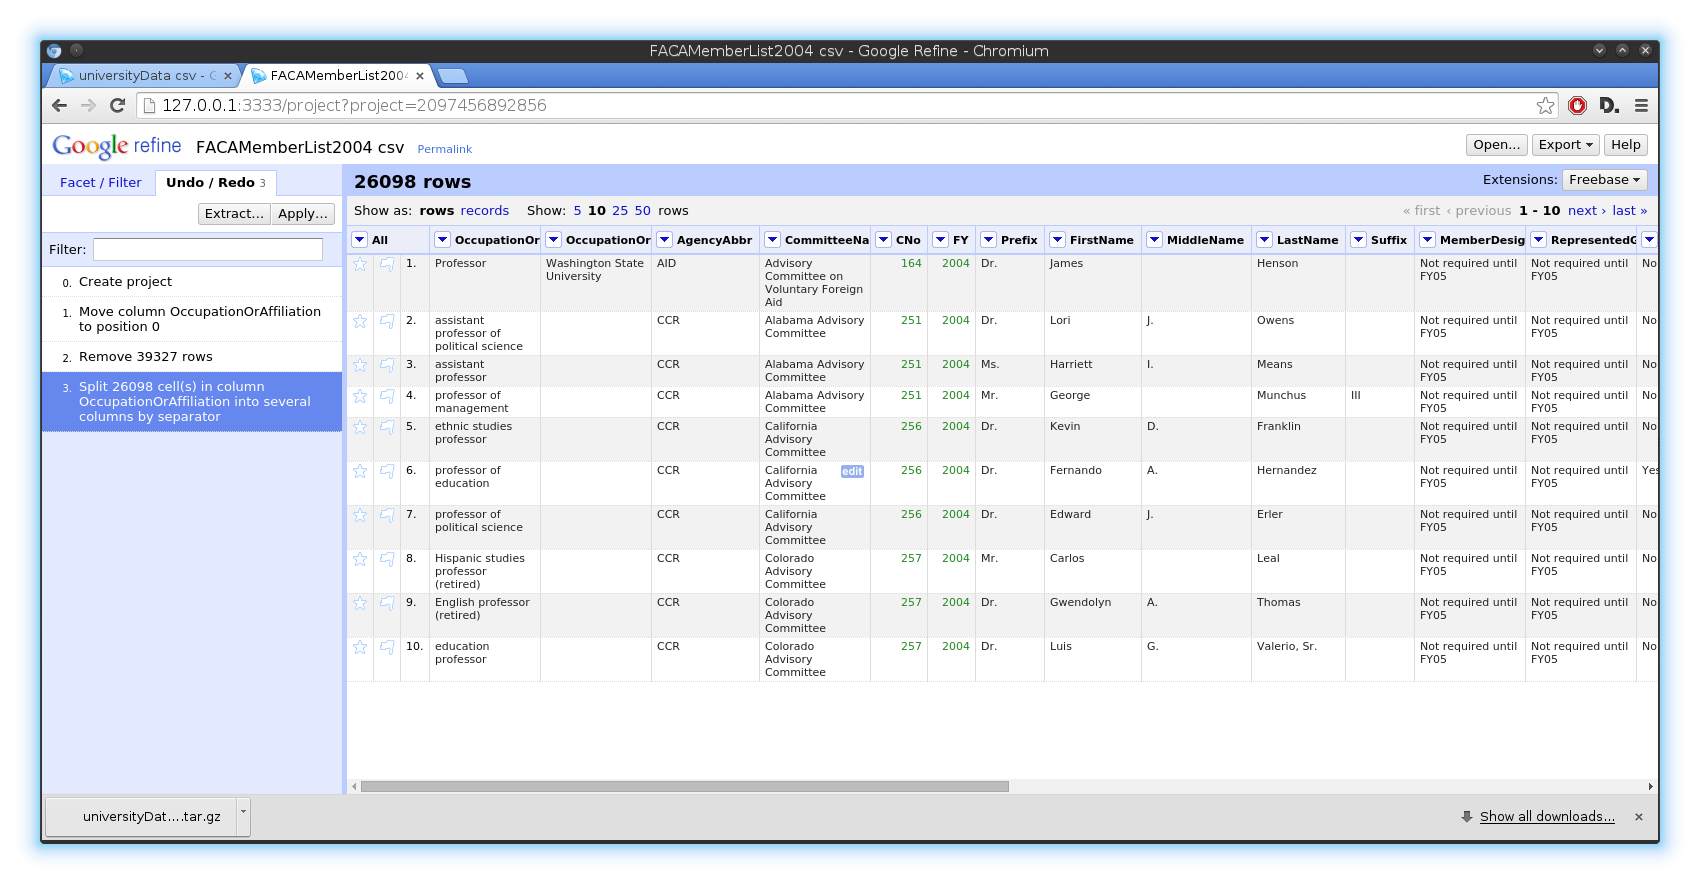 FACAMemberList2004 csv - Google Refine - Chromium
universityData csv - G × FACAMemberList2004 ×
127.0.0.1:3333/project?project=2097456892856 D.
Google refine FACAMemberList2004 csv Permalink Open... Export Help
Facet / Filter Undo / Redo 3 26098 rows Extensions: Freebase
Extract... Apply... Show as: rows records Show: 5 10 25 50 rows « first ‹ previous 1 - 10 next › last »
Filter:
0. Create project
1. Move column OccupationOrAffiliation
to position 0
2. Remove 39327 rows
3. Split 26098 cell(s) in column
OccupationOrAffiliation into several
columns by separator
All OccupationOr OccupationOr AgencyAbbr CommitteeNa CNo FY Prefix FirstName MiddleName LastName Suffix MemberDesig RepresentedG
1. Professor Washington State AID Advisory 164 2004 Dr. James Henson Not required until Not required until No
University Committee on FY05 FY05
Voluntary Foreign
Aid
2. assistant CCR Alabama Advisory 251 2004 Dr. Lori J. Owens Not required until Not required until No
professor of Committee FY05 FY05
political science
3. assistant CCR Alabama Advisory 251 2004 Ms. Harriett I. Means Not required until Not required until No
professor Committee FY05 FY05
4. professor of CCR Alabama Advisory 251 2004 Mr. George Munchus III Not required until Not required until No
management Committee FY05 FY05
5. ethnic studies CCR California 256 2004 Dr. Kevin D. Franklin Not required until Not required until No
professor Advisory FY05 FY05
Committee
6. professor of CCR California edit 256 2004 Dr. Fernando A. Hernandez Not required until Not required until Yes
education Advisory FY05 FY05
Committee
7. professor of CCR California 256 2004 Dr. Edward J. Erler Not required until Not required until No
political science Advisory FY05 FY05
Committee
8. Hispanic studies CCR Colorado 257 2004 Mr. Carlos Leal Not required until Not required until No
professor Advisory FY05 FY05
(retired) Committee
9. English professor CCR Colorado 257 2004 Dr. Gwendolyn A. Thomas Not required until Not required until No
(retired) Advisory FY05 FY05
Committee
10. education CCR Colorado 257 2004 Dr. Luis G. Valerio, Sr. Not required until Not required until No
professor Advisory FY05 FY05
Committee
universityDat....tar.gz Show all downloads... ×